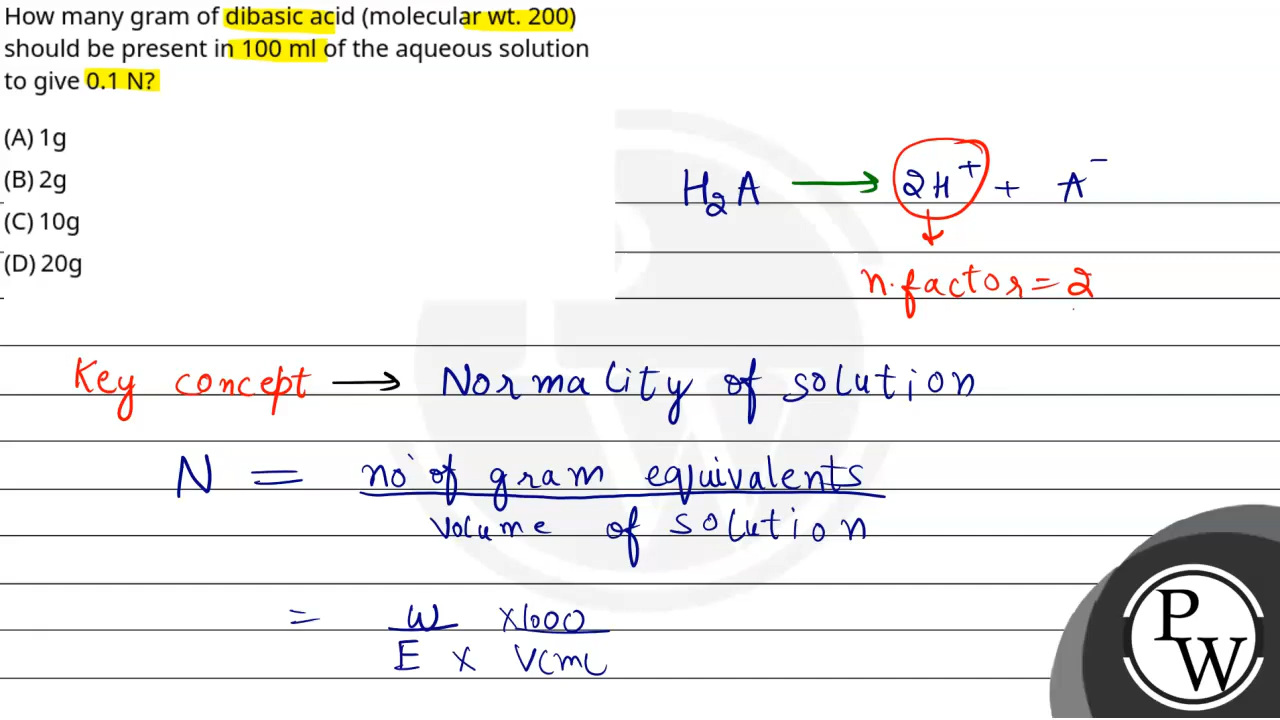 How many gram of dibasic acid (molecular wt. 200)
should be present in 100 ml of the aqueous solution
to give 0.1 N?
(A) 1g
(B) 2g
(C) 10g
(D) 20g
H₂A ⟶ 2H⁺ + A⁻
n.factor = 2
Key concept ⟶ Normality of solution
N = no of gram equivalents
volume of solution
= W x1000
E x V(mL
PW